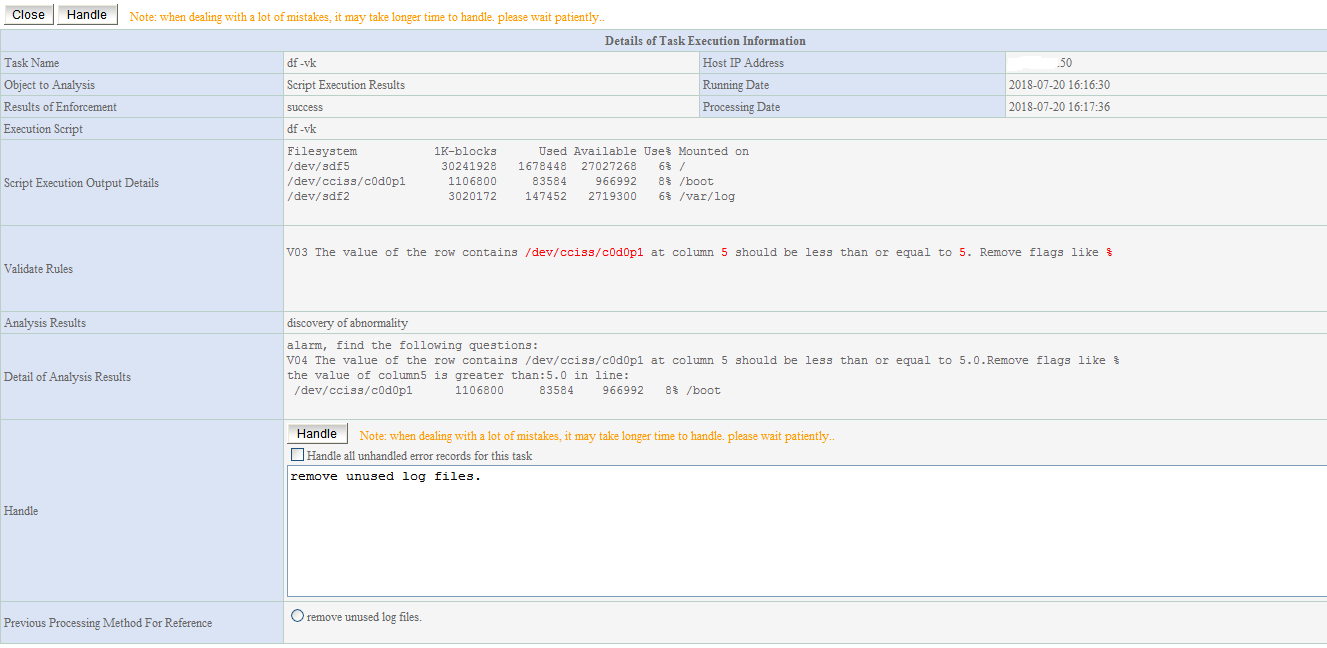 Close Handle Note: when dealing with a lot of mistakes, it may take longer time to handle. please wait patiently..
Details of Task Execution Information
Task Name df -vk Host IP Address .50
Object to Analysis Script Execution Results Running Date 2018-07-20 16:16:30
Results of Enforcement success Processing Date 2018-07-20 16:17:36
Execution Script df -vk
Script Execution Output Details
Filesystem 1K-blocks Used Available Use% Mounted on
/dev/sdf5 30241928 1678448 27027268 6% /
/dev/cciss/c0d0p1 1106800 83584 966992 8% /boot
/dev/sdf2 3020172 147452 2719300 6% /var/log
Validate Rules
V03 The value of the row contains /dev/cciss/c0d0p1 at column 5 should be less than or equal to 5. Remove flags like %
Analysis Results discovery of abnormality
Detail of Analysis Results
alarm, find the following questions:
V04 The value of the row contains /dev/cciss/c0d0p1 at column 5 should be less than or equal to 5.0.Remove flags like %
the value of column5 is greater than:5.0 in line:
/dev/cciss/c0d0p1 1106800 83584 966992 8% /boot
Handle
Handle Note: when dealing with a lot of mistakes, it may take longer time to handle. please wait patiently..
Handle all unhandled error records for this task
remove unused log files.
Previous Processing Method For Reference remove unused log files.